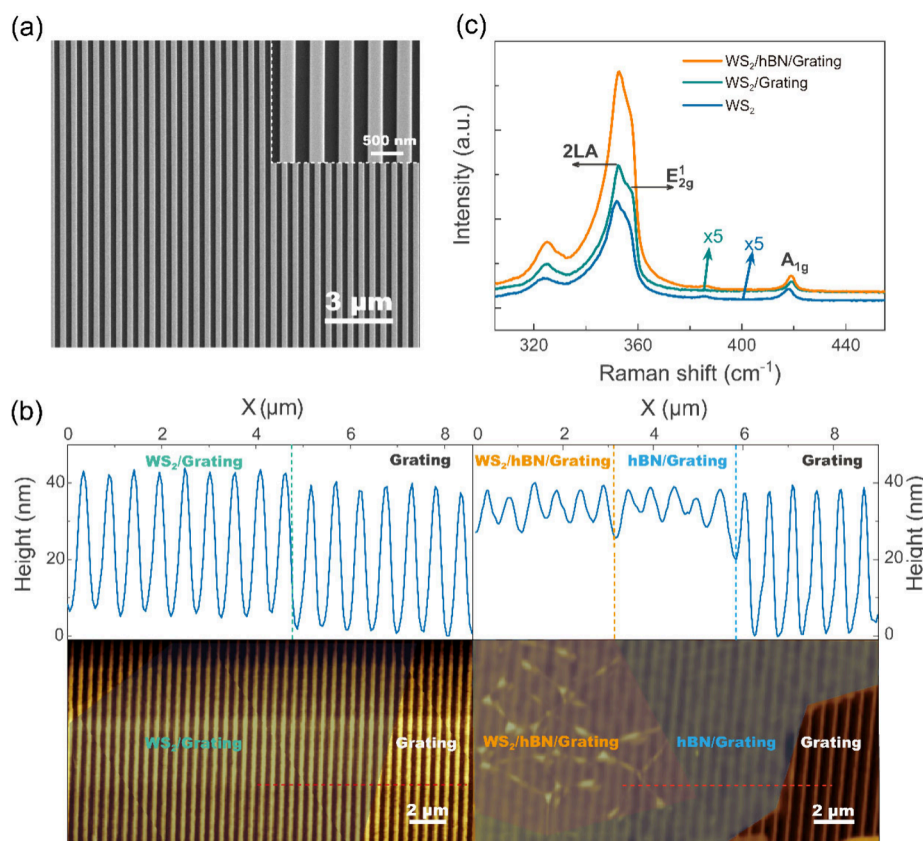 (a)
500 nm
3 μm
(c)
WS₂/hBN/Grating
WS₂/Grating
WS₂
2LA
E¹₂g
x5
x5
A₁g
Intensity (a.u.)
320 360 400 440
Raman shift (cm⁻¹)
(b)
X (μm)
X (μm)
0 2 4 6 8
0 2 4 6 8
WS₂/Grating
Grating
WS₂/hBN/Grating
hBN/Grating
Grating
Height (nm)
40
20
0
40
20
0
Height (nm)
WS₂/Grating
Grating
2 μm
WS₂/hBN/Grating
hBN/Grating
Grating
2 μm